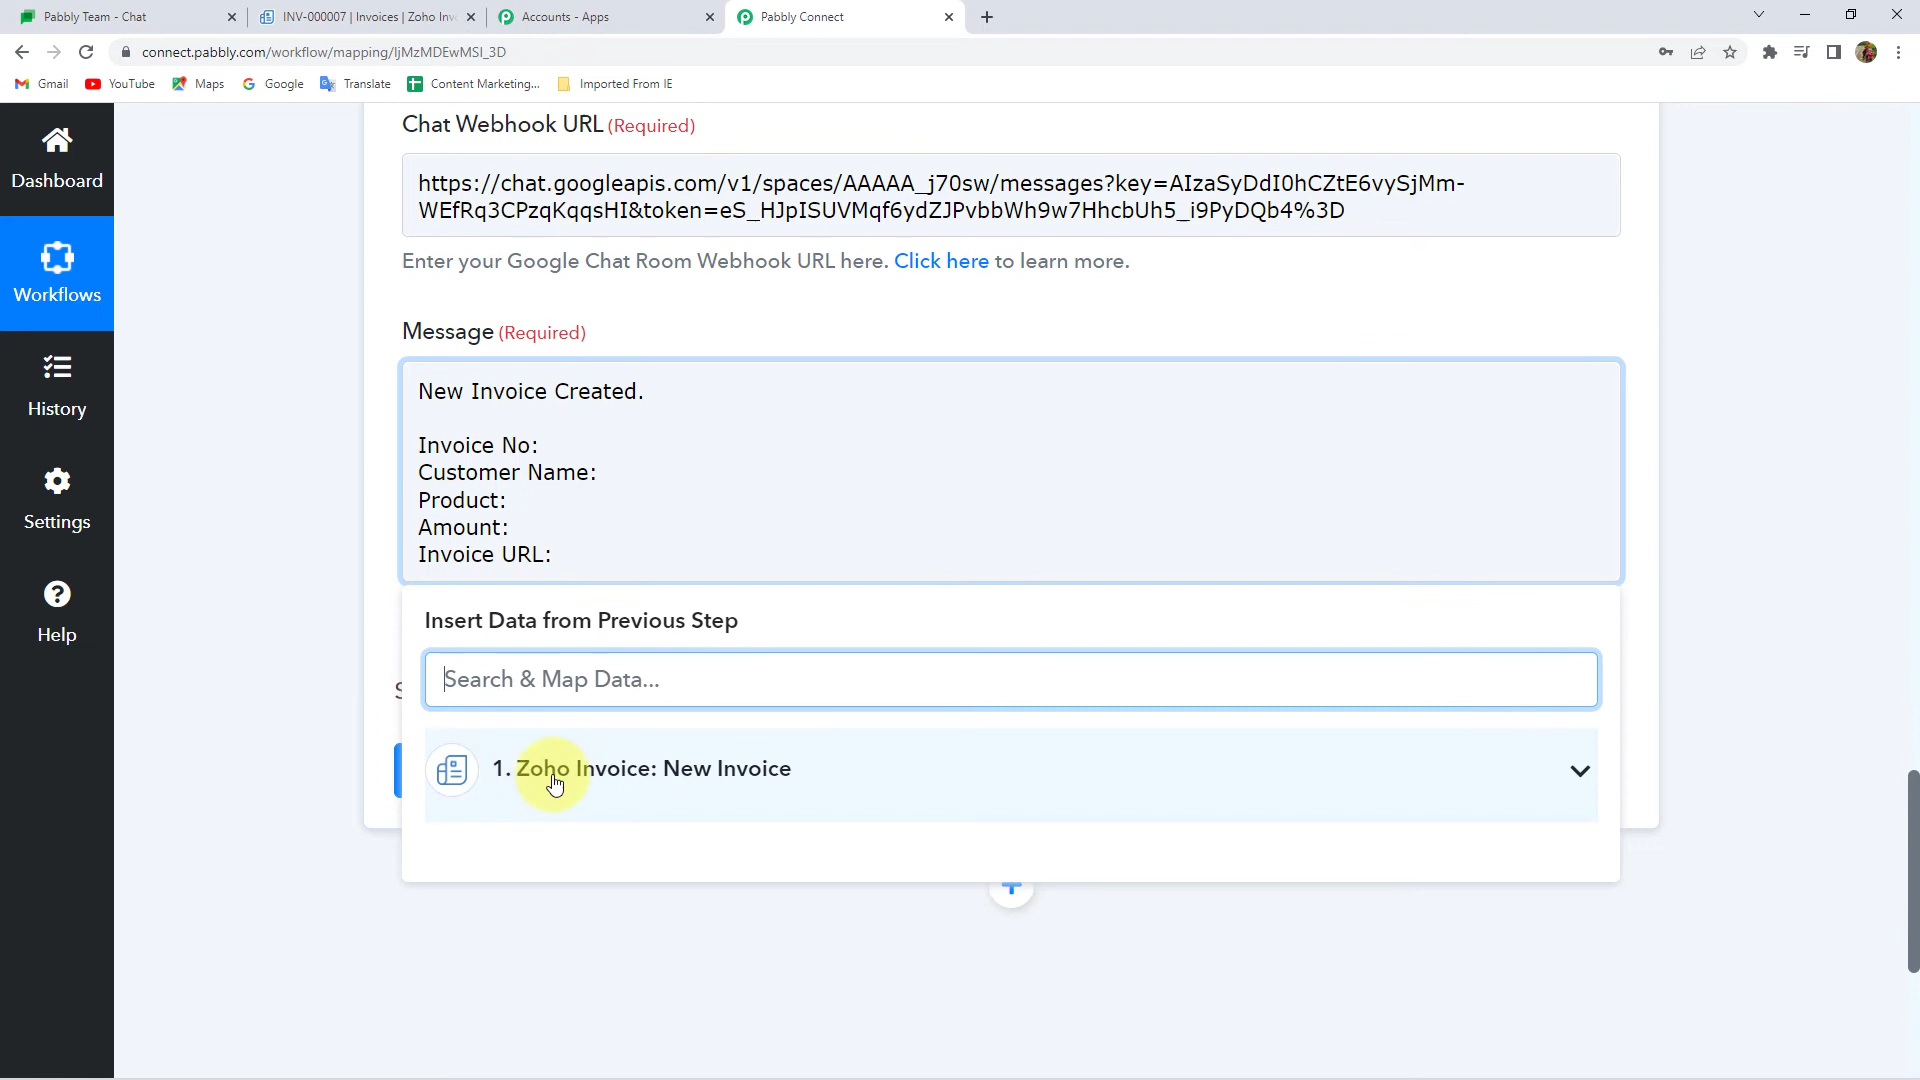 Pabbly Team - Chat
INV-000007 | Invoices | Zoho Inv
Accounts - Apps
Pabbly Connect
connect.pabbly.com/workflow/mapping/IjMzMDEwMSI_3D
Gmail
YouTube
Maps
Google
Translate
Content Marketing...
Imported From IE
Dashboard
Workflows
History
Settings
Help
Chat Webhook URL (Required)
https://chat.googleapis.com/v1/spaces/AAAAA_j70sw/messages?key=AIzaSyDdI0hCZtE6vySjMm-
WEfRq3CPzqKqqsHI&token=eS_HJpISUVMqf6ydZJPvbbWh9w7HhcbUh5_i9PyDQb4%3D
Enter your Google Chat Room Webhook URL here. Click here to learn more.
Message (Required)
New Invoice Created.
Invoice No:
Customer Name:
Product:
Amount:
Invoice URL:
Insert Data from Previous Step
Search & Map Data...
1. Zoho Invoice: New Invoice